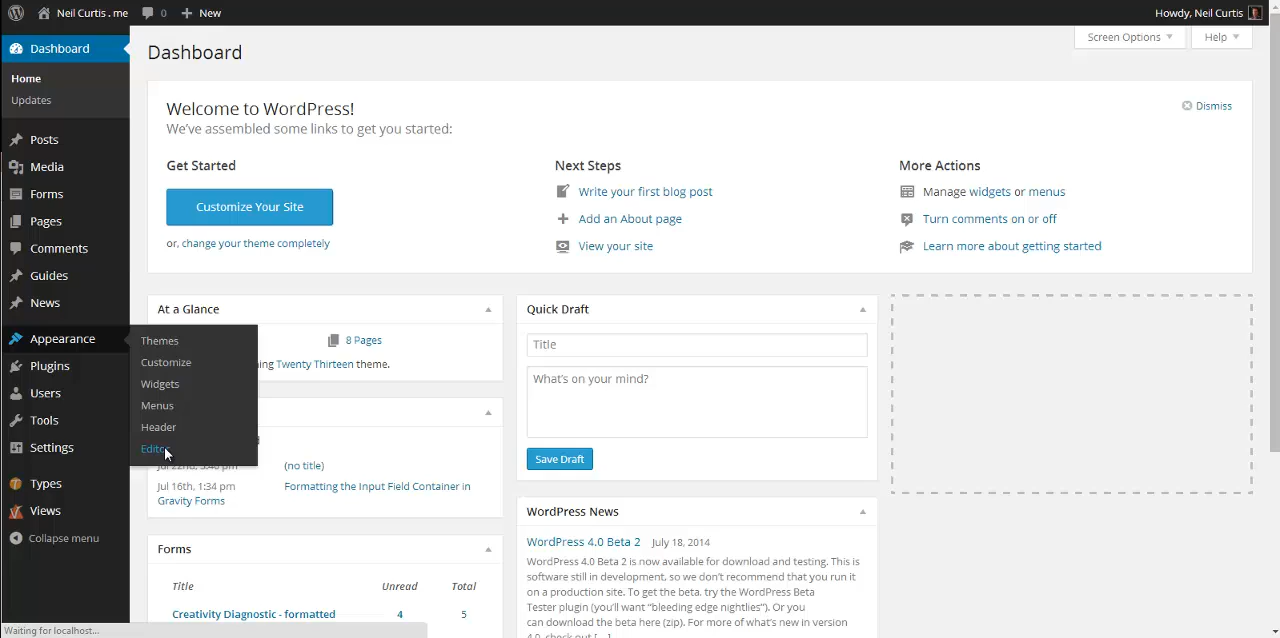 Neil Curtis .me
0
New
Howdy, Neil Curtis
Dashboard
Home
Updates
Posts
Media
Forms
Pages
Comments
Guides
News
Appearance
Plugins
Users
Tools
Settings
Types
Views
Collapse menu
Themes
Customize
Widgets
Menus
Header
Editor
Dashboard
Screen Options
Help
Welcome to WordPress!
We've assembled some links to get you started:
Dismiss
Get Started
Customize Your Site
or, change your theme completely
Next Steps
Write your first blog post
Add an About page
View your site
More Actions
Manage widgets or menus
Turn comments on or off
Learn more about getting started
At a Glance
8 Pages
Twenty Thirteen theme.
(no title)
Jul 16th, 1:34 pm
Formatting the Input Field Container in
Gravity Forms
Forms
Title
Unread
Total
Creativity Diagnostic - formatted
4
5
Quick Draft
Title
What's on your mind?
Save Draft
WordPress News
WordPress 4.0 Beta 2
July 18, 2014
WordPress 4.0 Beta 2 is now available for download and testing. This is
software still in development, so we don't recommend that you run it
on a production site. To get the beta, try the WordPress Beta
Tester plugin (you'll want "bleeding edge nightlies"). Or you
can download the beta here (zip). For more of what's new in version
4.0, check out […]
Waiting for localhost...